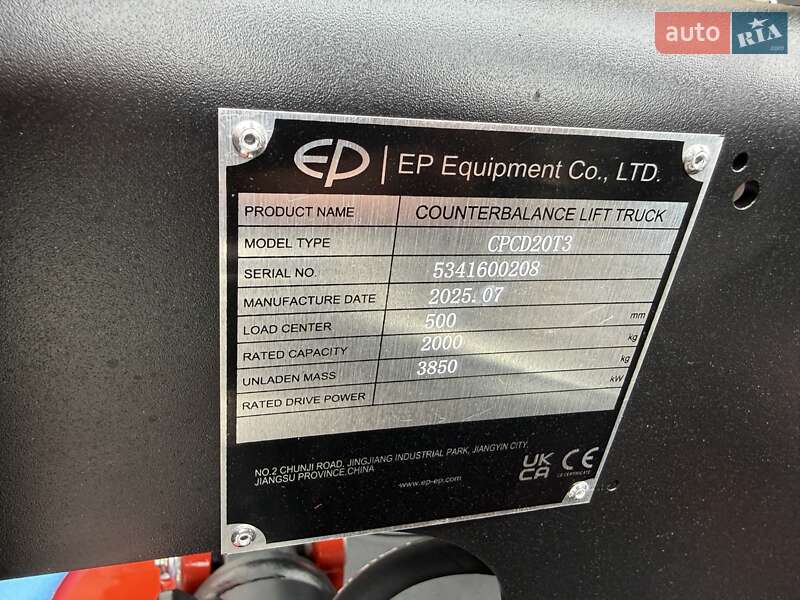 auto RIA .com
EP | EP Equipment Co., LTD.
PRODUCT NAME COUNTERBALANCE LIFT TRUCK
MODEL TYPE CPCD20T3
SERIAL NO. 5341600208
MANUFACTURE DATE 2025.07
LOAD CENTER 500 mm
RATED CAPACITY 2000 kg
UNLADEN MASS 3850 kg
RATED DRIVE POWER kW
NO.2 CHUNJI ROAD, JINGJIANG INDUSTRIAL PARK, JIANGYIN CITY,
JIANGSU PROVINCE,CHINA
www.ep-ep.com
UK CA CE